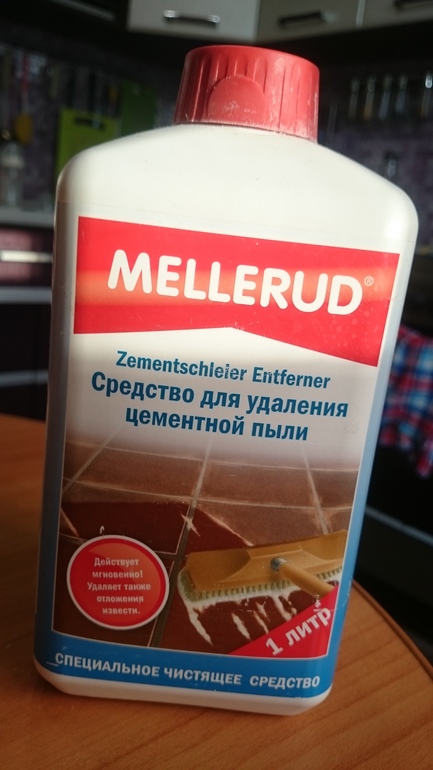 MELLERUD®
Zementschleier Entferner
Средство для удаления
цементной пыли
Действует
мгновенно!
Удаляет также
отложения
извести.
1 литр
СПЕЦИАЛЬНОЕ ЧИСТЯЩЕЕ СРЕДСТВО